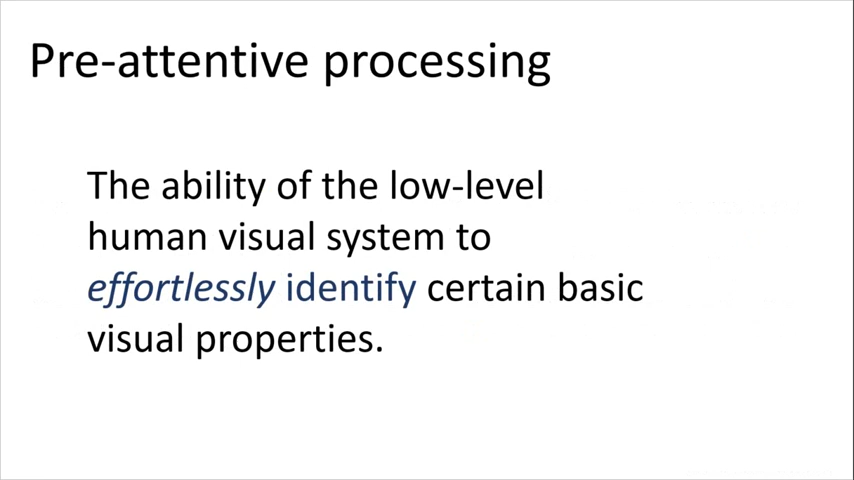 Pre-attentive processing
The ability of the low-level
human visual system to
effortlessly identify certain basic
visual properties.